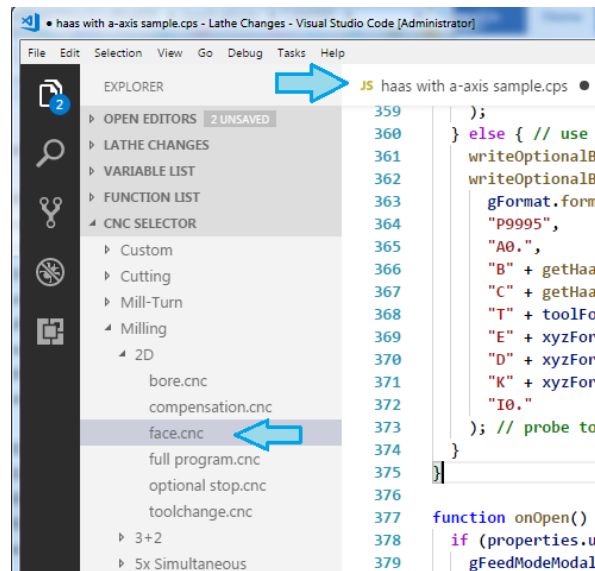 haas with a-axis sample.cps - Lathe Changes - Visual Studio Code [Administrator]
File Edit Selection View Go Debug Tasks Help
EXPLORER
JS haas with a-axis sample.cps
2
OPEN EDITORS 2 UNSAVED
LATHE CHANGES
VARIABLE LIST
FUNCTION LIST
CNC SELECTOR
Custom
Cutting
Mill-Turn
Milling
2D
bore.cnc
compensation.cnc
face.cnc
full program.cnc
optional stop.cnc
toolchange.cnc
3+2
5x Simultaneous
359 );
360 } else { // use
361 writeOptionalB
362 writeOptionalB
363 gFormat.form
364 "P9995",
365 "A0.",
366 "B" + getHaa
367 "C" + getHaa
368 "T" + toolFo
369 "E" + xyzFor
370 "D" + xyzFor
371 "K" + xyzFor
372 "I0."
373 ); // probe to
374 }
375 }
376
377 function onOpen()
378 if (properties.u
379 gFeedModeModal